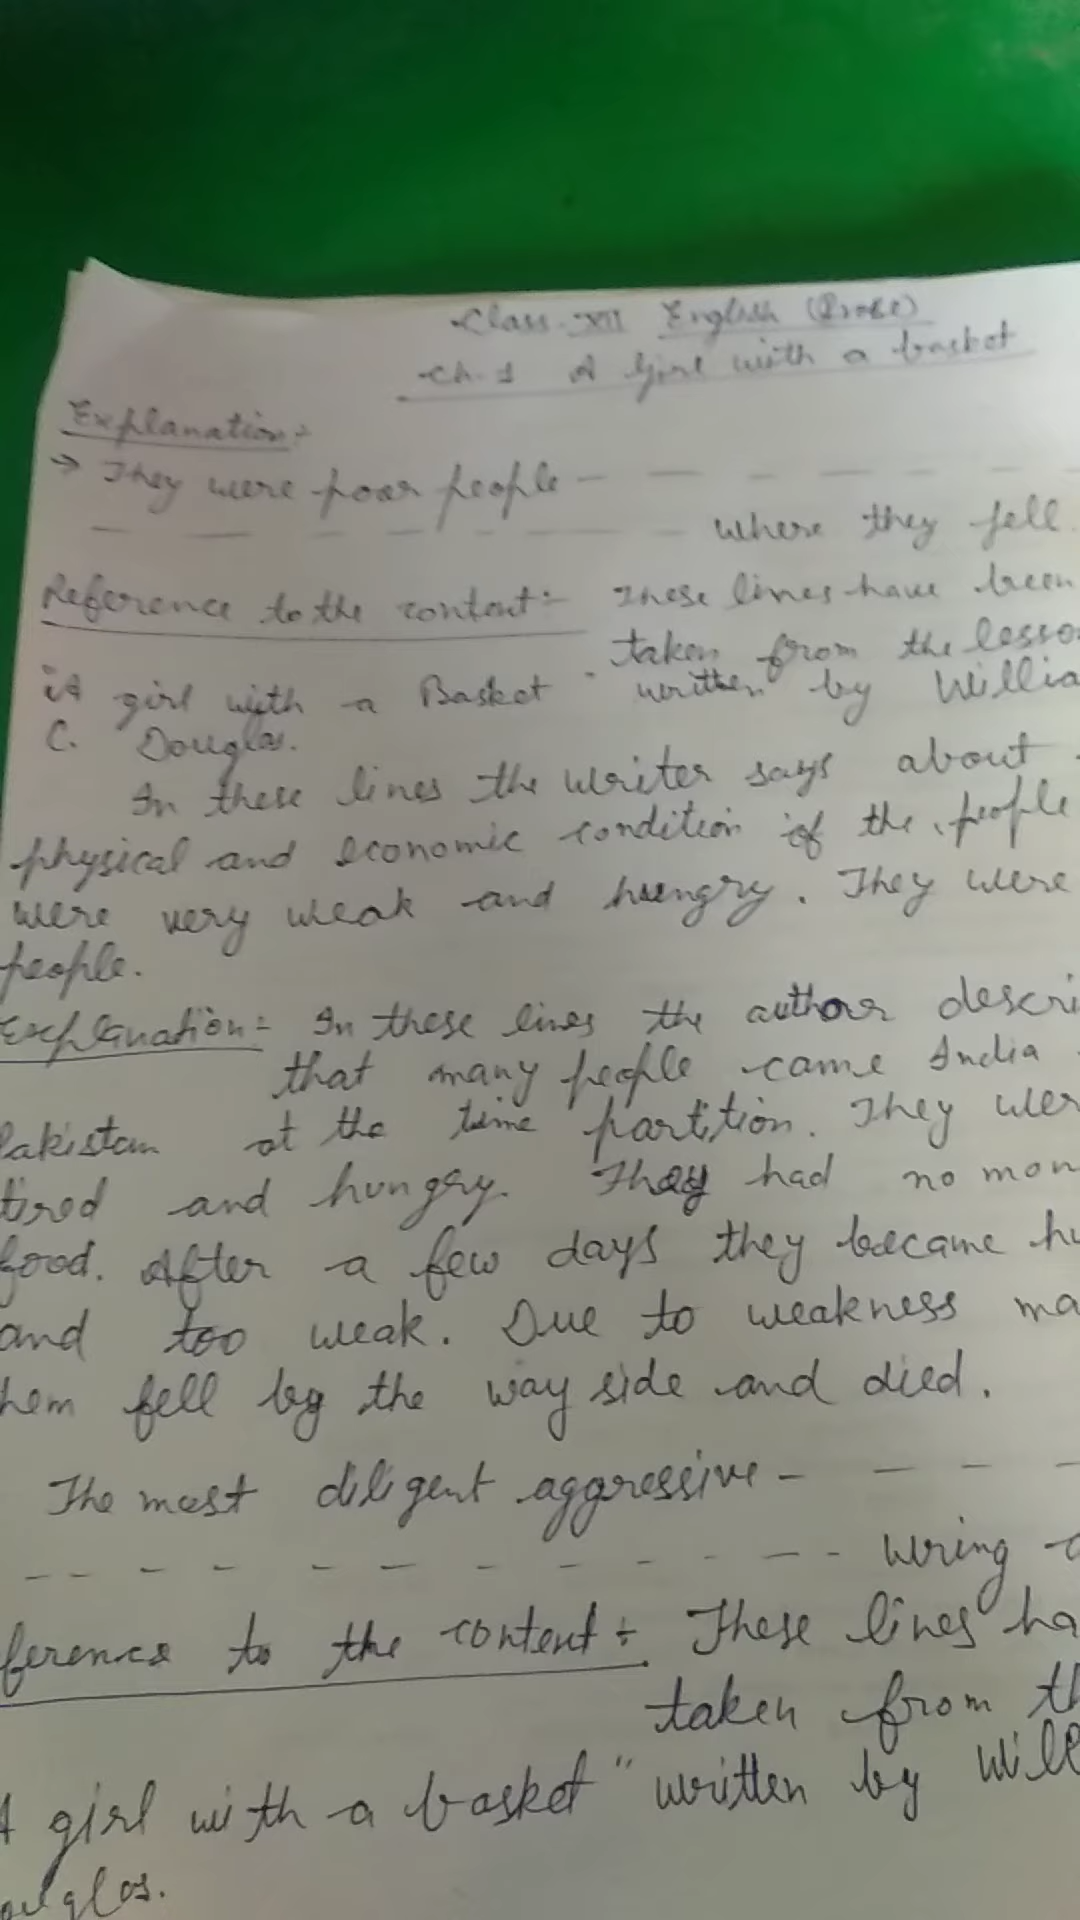 Class-XII English (Prose)
Ch.1 A Girl with a basket
Explanation:-
→ They were poor people - - - - - - -
- - - - - - - where they fell.
Reference to the content:- These lines have been
taken from the lesso
"A girl with a Basket" written by Willia
C. Douglas.
In these lines the writer says about
physical and economic condition of the people
were very weak and hungry. They were
people.
Explanation:- In these lines the author descri
that many people came India
Pakistan at the time partition. They wer
tired and hungry. They had no mon
food. After a few days they became hu
and too weak. Due to weakness ma
hem fell by the way side and died.
The most diligent aggressive - - - -
- - - - - - - - - - - wring a
ference to the content:- These lines ha
taken from th
A girl with a basket" written by Will
ouglas.